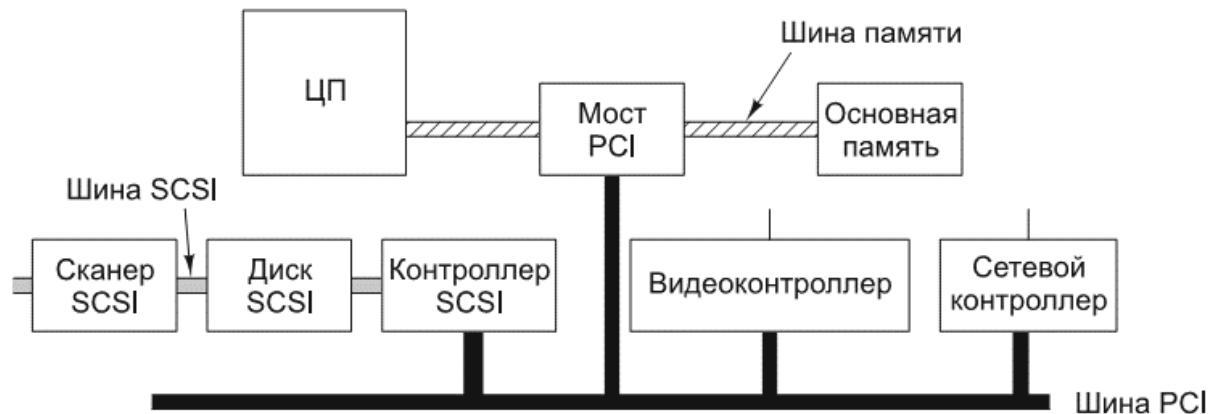 Шина памяти
ЦП
Мост
PCI
Основная
память
Шина SCSI
Сканер
SCSI
Диск
SCSI
Контроллер
SCSI
Видеоконтроллер
Сетевой
контроллер
Шина PCI